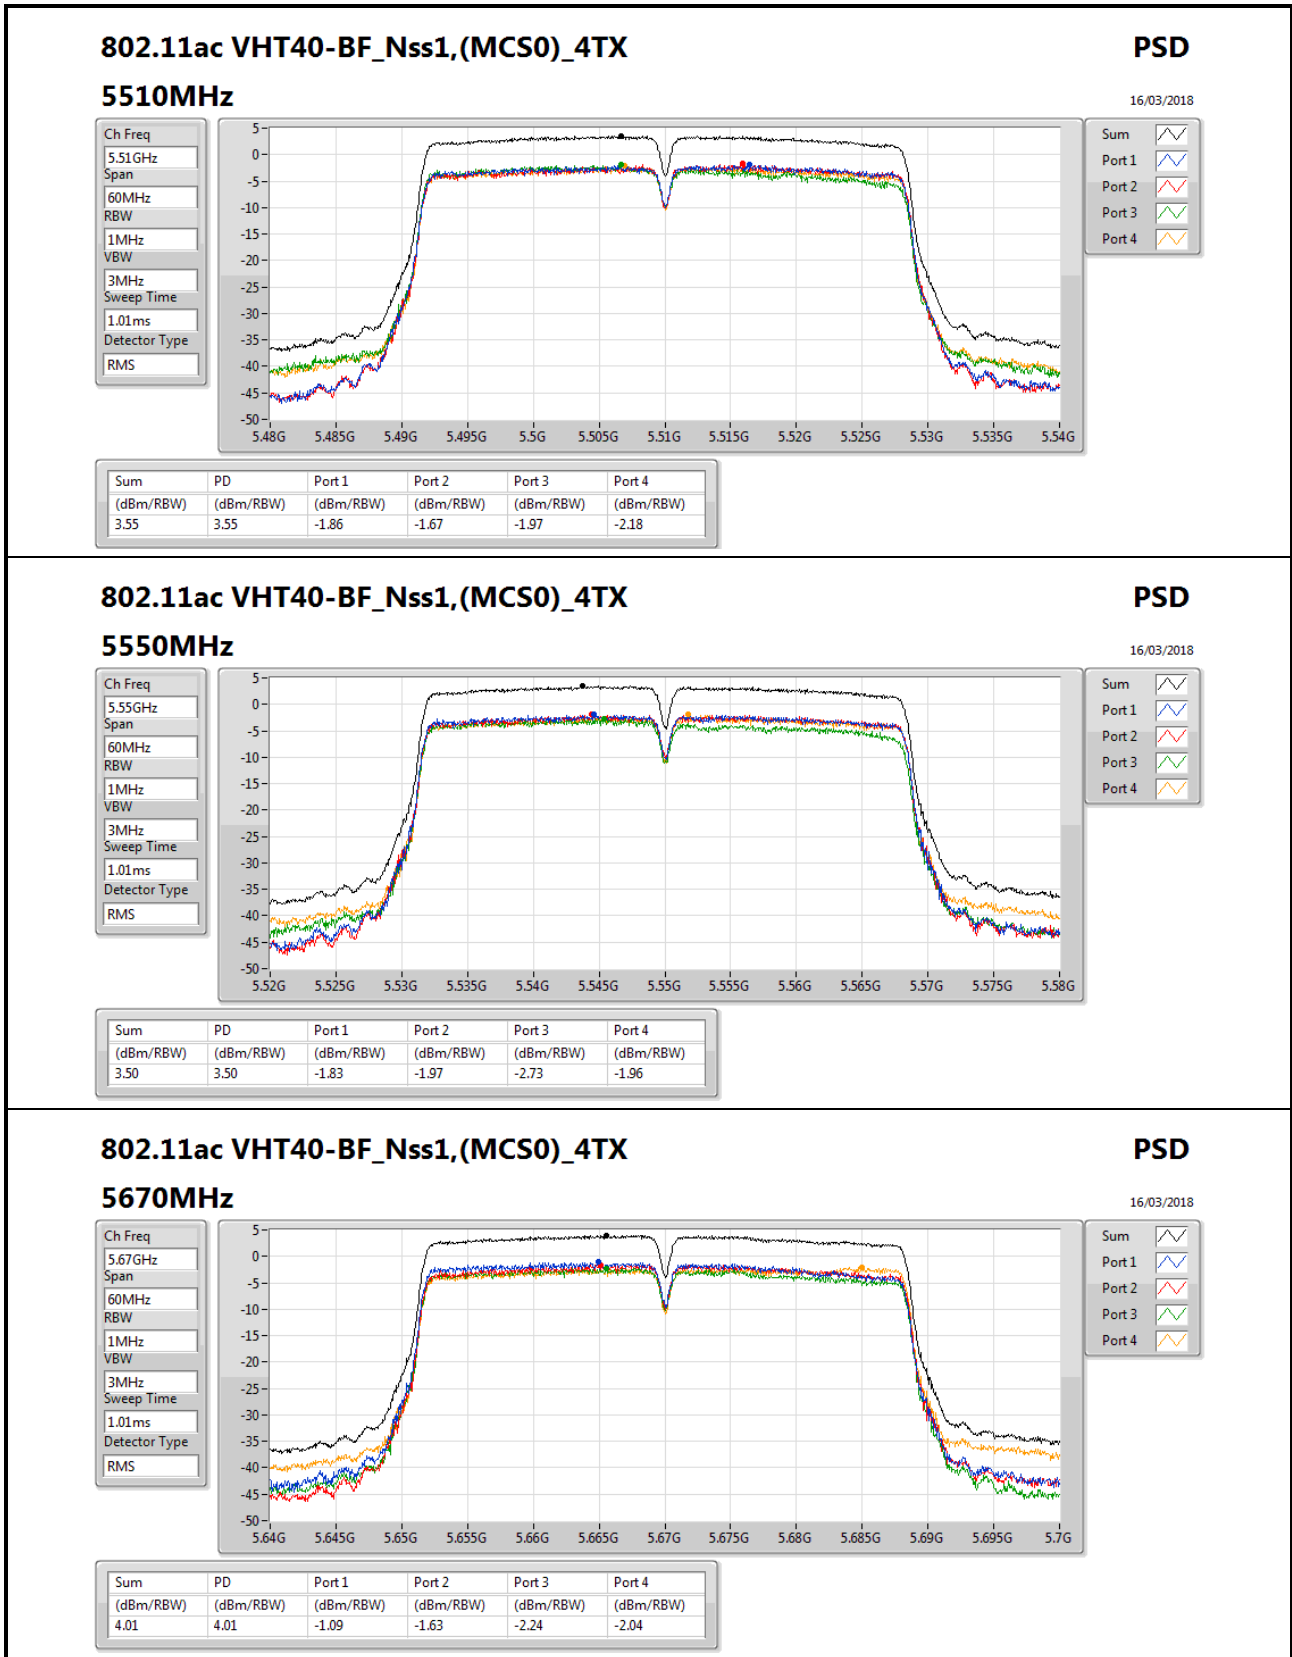 802.11ac VHT40-BF_Nss1,(MCS0)_4TX PSD
5510MHz 16/03/2018
Ch Freq
5.51GHz
Span
60MHz
RBW
1MHz
VBW
3MHz
Sweep Time
1.01ms
Detector Type
RMS
5
0
-5
-10
-15
-20
-25
-30
-35
-40
-45
-50
5.48G 5.485G 5.49G 5.495G 5.5G 5.505G 5.51G 5.515G 5.52G 5.525G 5.53G 5.535G 5.54G
Sum
Port 1
Port 2
Port 3
Port 4
Sum PD Port 1 Port 2 Port 3 Port 4
(dBm/RBW) (dBm/RBW) (dBm/RBW) (dBm/RBW) (dBm/RBW) (dBm/RBW)
3.55 3.55 -1.86 -1.67 -1.97 -2.18
802.11ac VHT40-BF_Nss1,(MCS0)_4TX PSD
5550MHz 16/03/2018
Ch Freq
5.55GHz
Span
60MHz
RBW
1MHz
VBW
3MHz
Sweep Time
1.01ms
Detector Type
RMS
5
0
-5
-10
-15
-20
-25
-30
-35
-40
-45
-50
5.52G 5.525G 5.53G 5.535G 5.54G 5.545G 5.55G 5.555G 5.56G 5.565G 5.57G 5.575G 5.58G
Sum
Port 1
Port 2
Port 3
Port 4
Sum PD Port 1 Port 2 Port 3 Port 4
(dBm/RBW) (dBm/RBW) (dBm/RBW) (dBm/RBW) (dBm/RBW) (dBm/RBW)
3.50 3.50 -1.83 -1.97 -2.73 -1.96
802.11ac VHT40-BF_Nss1,(MCS0)_4TX PSD
5670MHz 16/03/2018
Ch Freq
5.67GHz
Span
60MHz
RBW
1MHz
VBW
3MHz
Sweep Time
1.01ms
Detector Type
RMS
5
0
-5
-10
-15
-20
-25
-30
-35
-40
-45
-50
5.64G 5.645G 5.65G 5.655G 5.66G 5.665G 5.67G 5.675G 5.68G 5.685G 5.69G 5.695G 5.7G
Sum
Port 1
Port 2
Port 3
Port 4
Sum PD Port 1 Port 2 Port 3 Port 4
(dBm/RBW) (dBm/RBW) (dBm/RBW) (dBm/RBW) (dBm/RBW) (dBm/RBW)
4.01 4.01 -1.09 -1.63 -2.24 -2.04